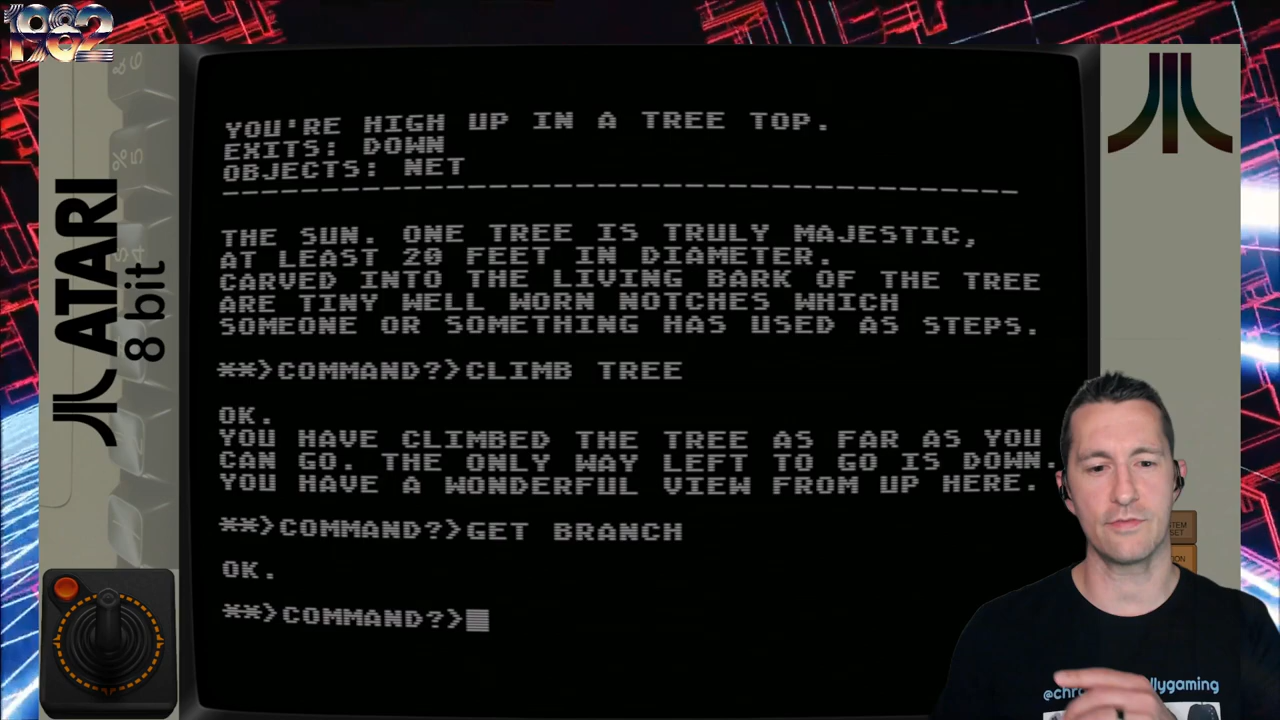 1982
YOU'RE HIGH UP IN A TREE TOP.
EXITS: DOWN
OBJECTS: NET
--------------------------------------
THE SUN. ONE TREE IS TRULY MAJESTIC,
AT LEAST 20 FEET IN DIAMETER.
CARVED INTO THE LIVING BARK OF THE TREE
ARE TINY WELL WORN NOTCHES WHICH
SOMEONE OR SOMETHING HAS USED AS STEPS.
**>COMMAND?>CLIMB TREE
OK.
YOU HAVE CLIMBED THE TREE AS FAR AS YOU
CAN GO. THE ONLY WAY LEFT TO GO IS DOWN.
YOU HAVE A WONDERFUL VIEW FROM UP HERE.
**>COMMAND?>GET BRANCH
OK.
**>COMMAND?>
ATARI
8 bit